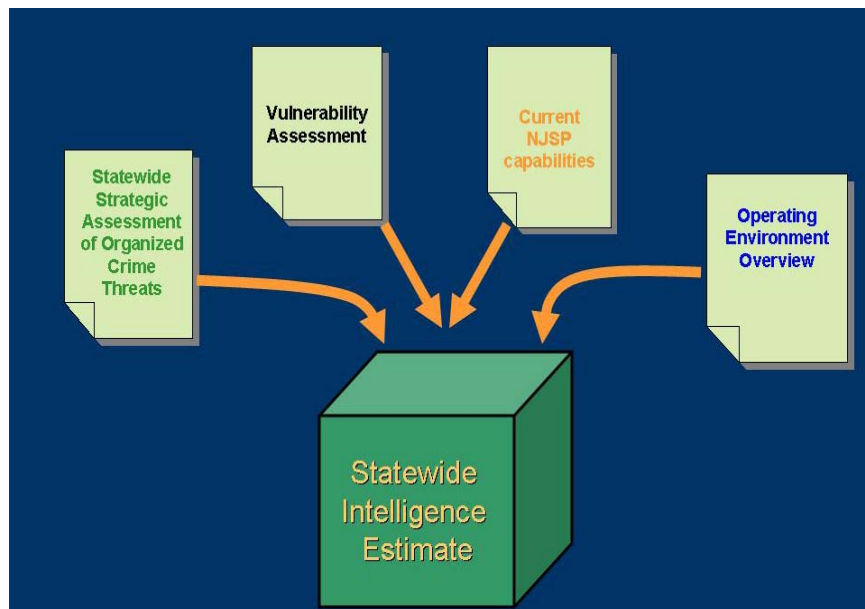 Statewide
Strategic
Assessment
of Organized
Crime
Threats
Vulnerability
Assessment
Current
NJSP
capabilities
Operating
Environment
Overview
Statewide
Intelligence
Estimate